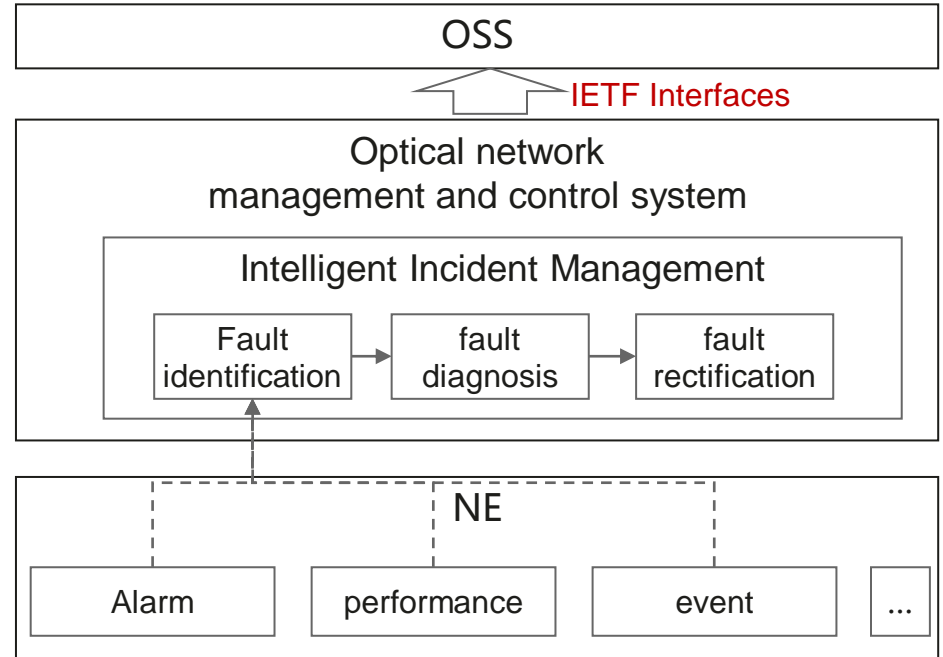 OSS
IETF Interfaces
Optical network
management and control system
Intelligent Incident Management
Fault
identification
fault
diagnosis
fault
rectification
NE
Alarm
performance
event
...